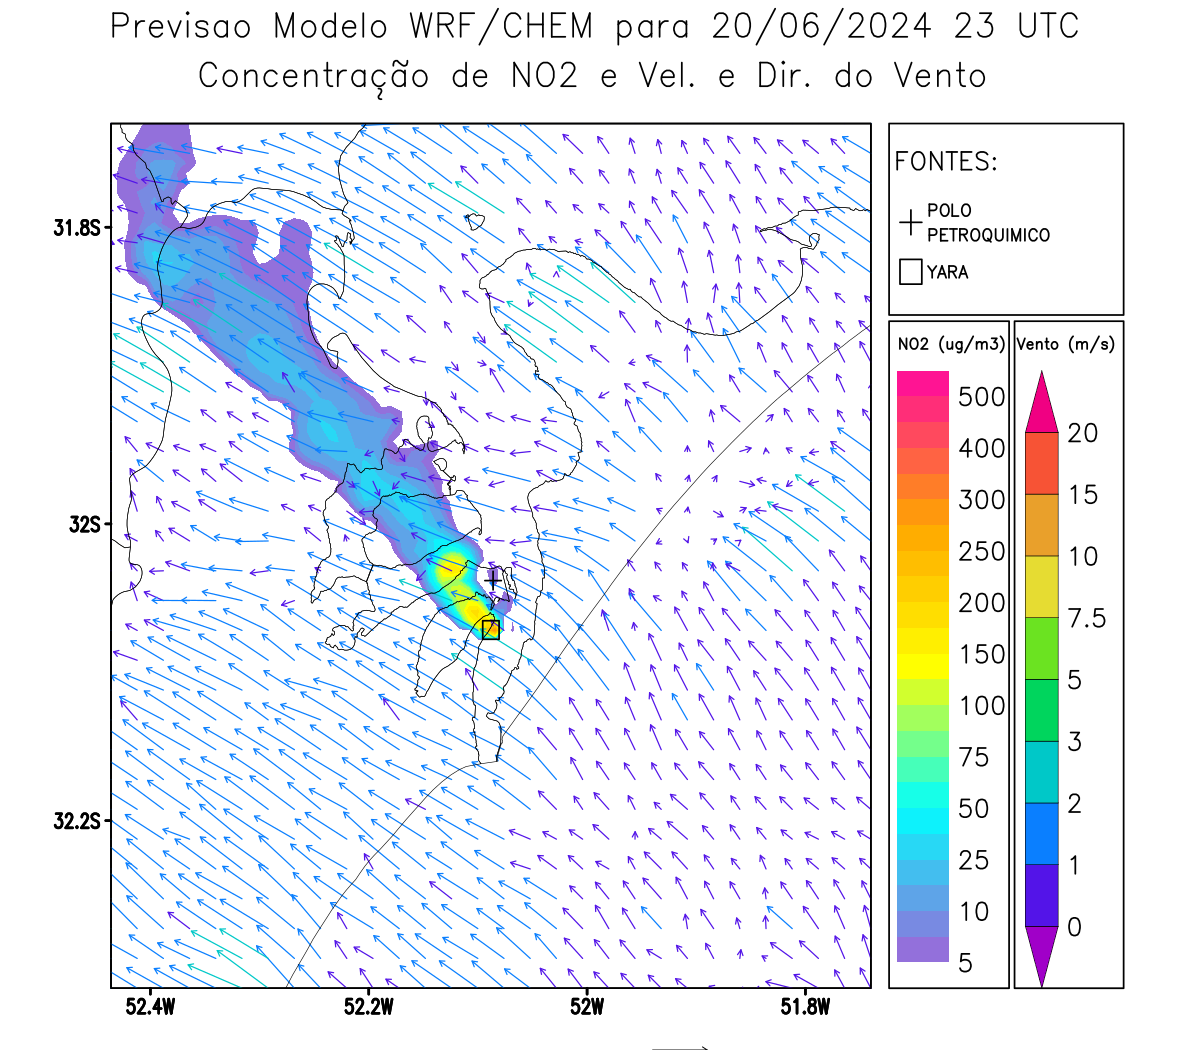 Previsao Modelo WRF/CHEM para 20/06/2024 23 UTC
Concentração de NO2 e Vel. e Dir. do Vento
FONTES:
POLO
PETROQUIMICO
YARA
NO2 (ug/m3)
500
400
300
250
200
150
100
75
50
25
10
5
Vento (m/s)
20
15
10
7.5
5
3
2
1
0
31.8S
32S
32.2S
52.4W
52.2W
52W
51.8W